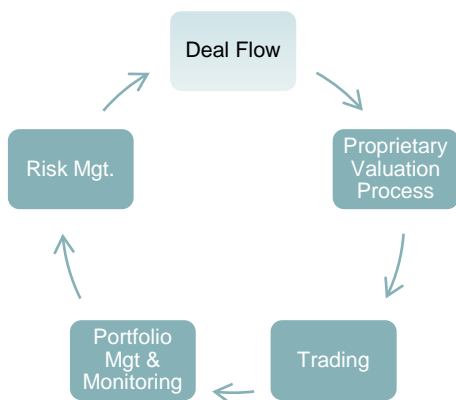 Deal Flow
Proprietary
Valuation
Process
Trading
Portfolio
Mgt &
Monitoring
Risk Mgt.